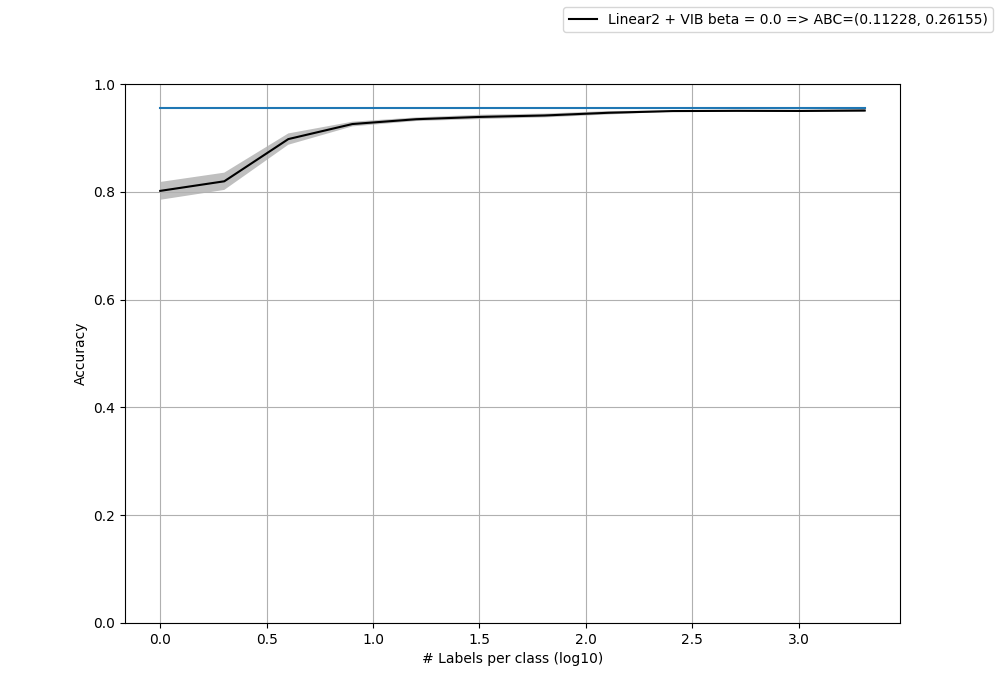 Linear2 + VIB beta = 0.0 => ABC=(0.11228, 0.26155)
1.0
0.8
0.6
0.4
0.2
0.0
Accuracy
0.0 0.5 1.0 1.5 2.0 2.5 3.0
# Labels per class (log10)